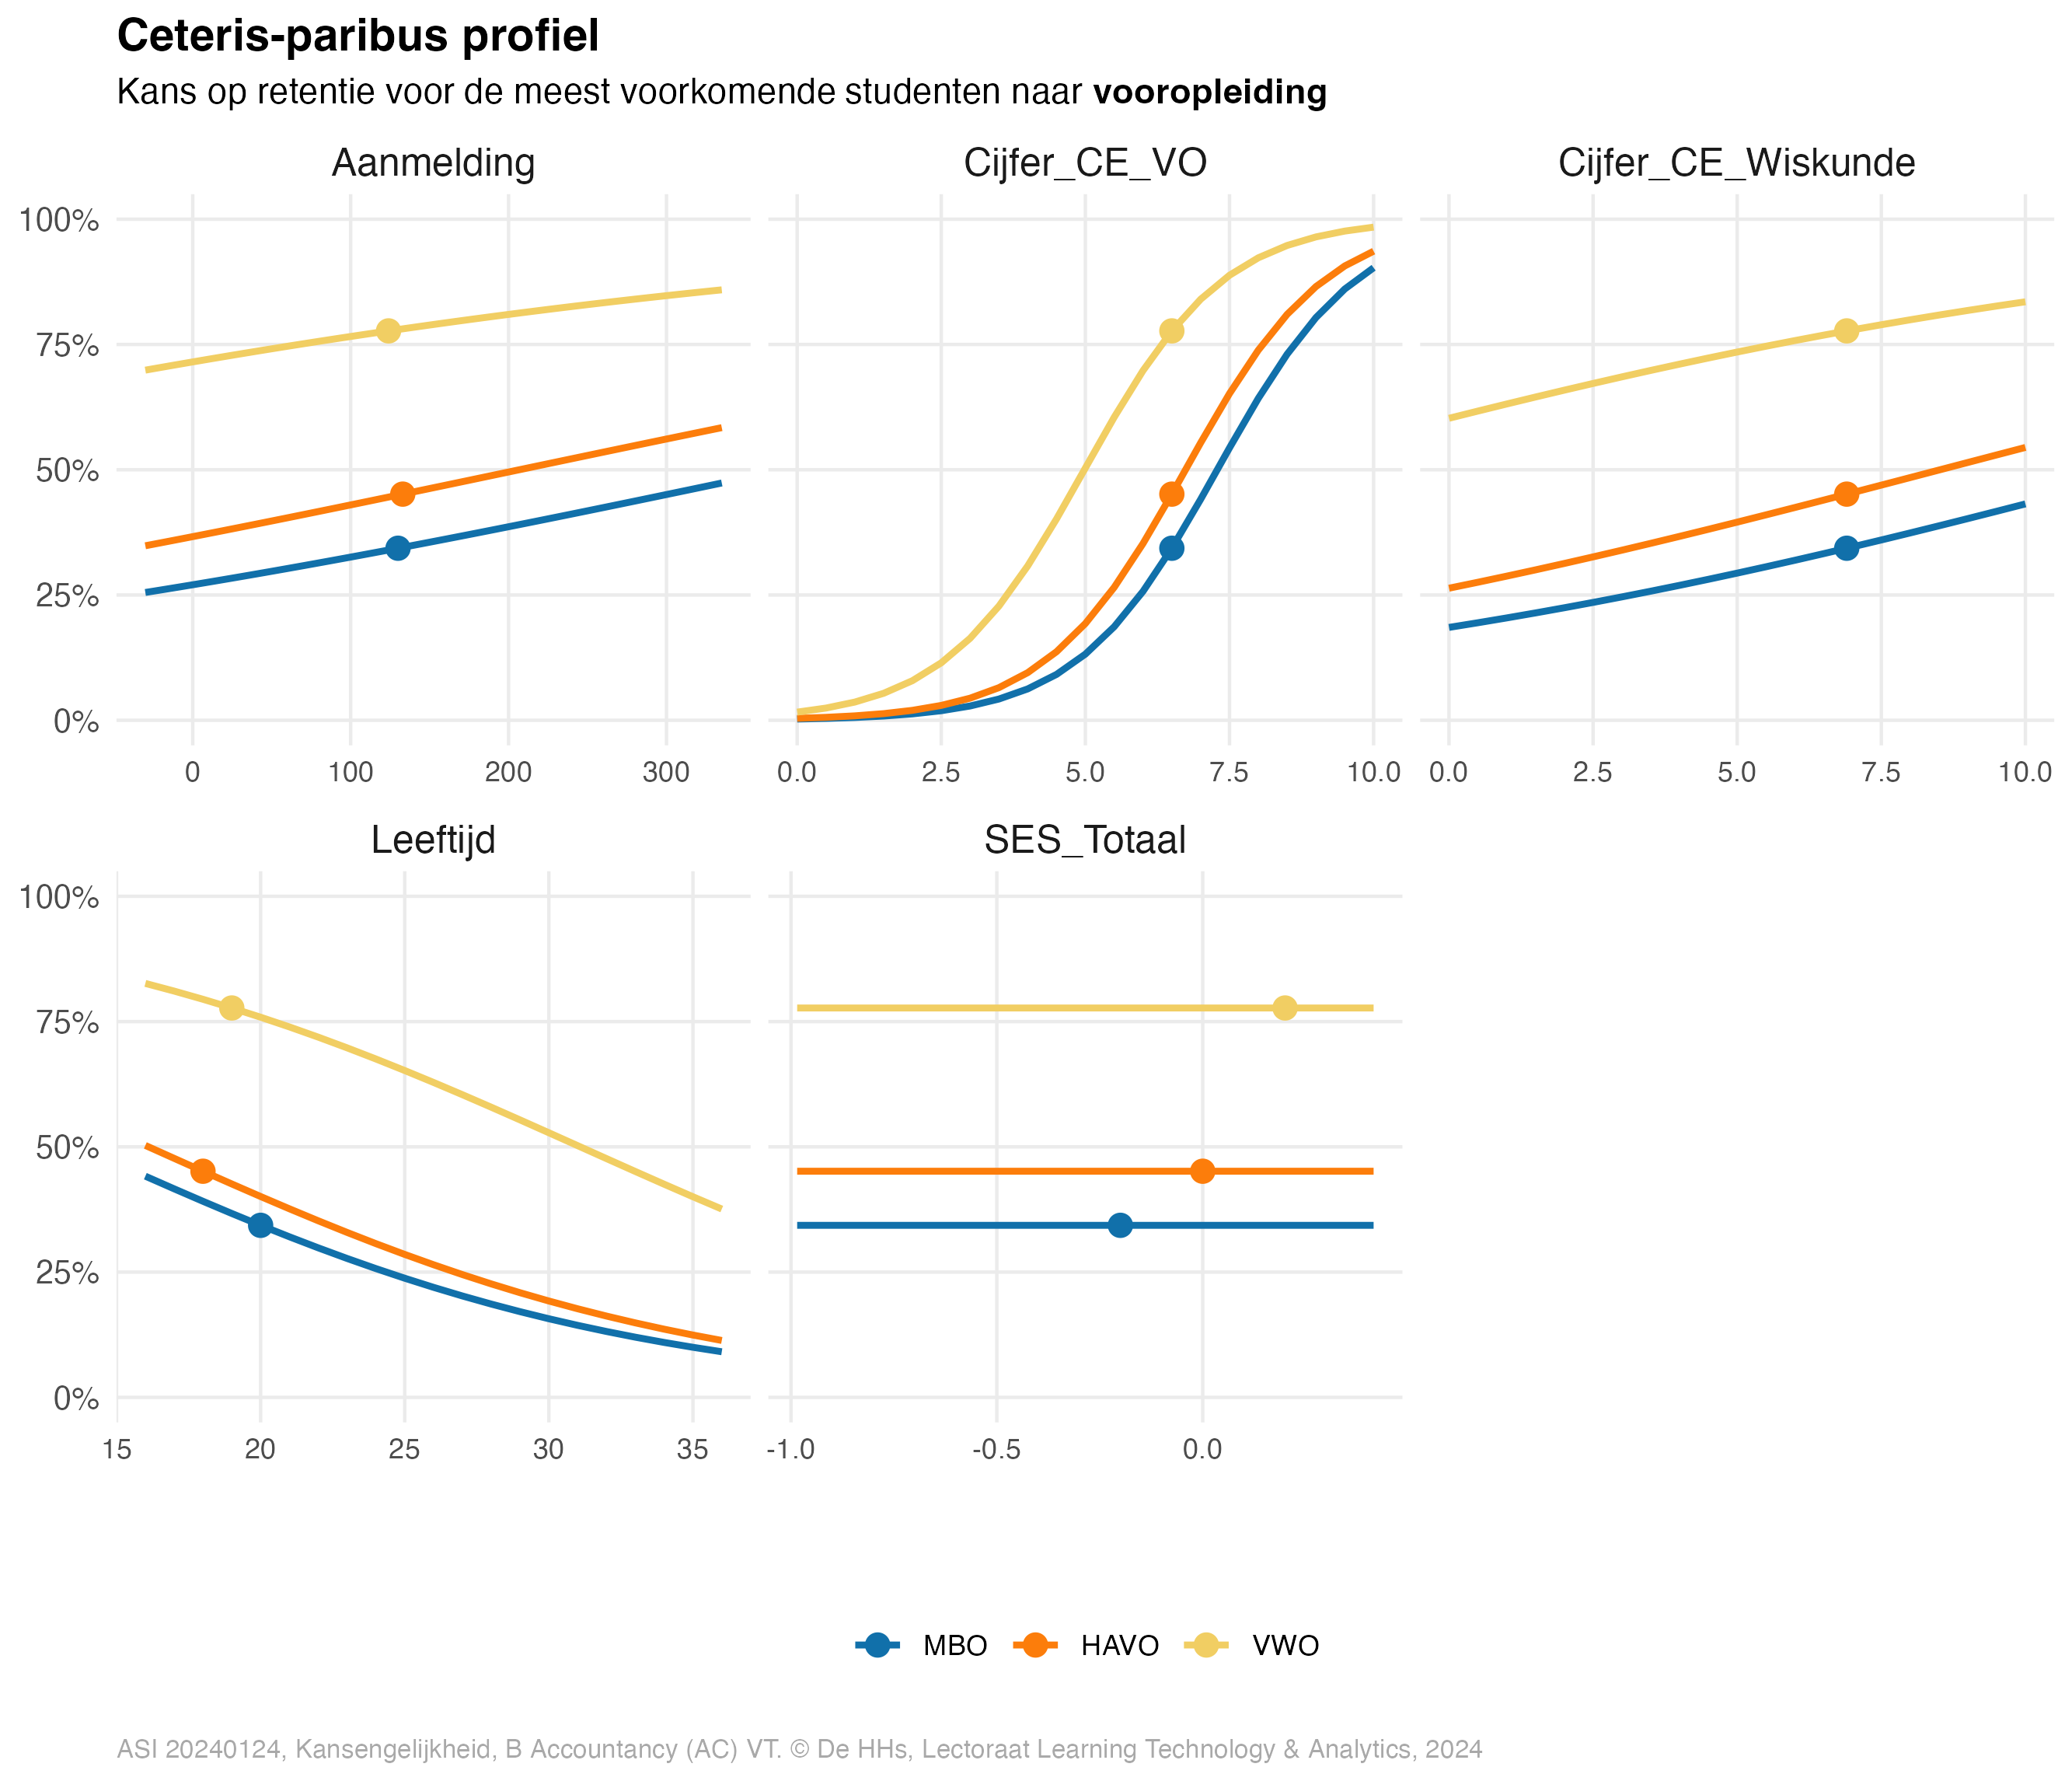 Ceteris-paribus profiel
Kans op retentie voor de meest voorkomende studenten naar vooropleiding
Aanmelding
Cijfer_CE_VO
Cijfer_CE_Wiskunde
100%
75%
50%
25%
0%
0 100 200 300
0.0 2.5 5.0 7.5 10.0
0.0 2.5 5.0 7.5 10.0
Leeftijd
SES_Totaal
100%
75%
50%
25%
0%
15 20 25 30 35
-1.0 -0.5 0.0
MBO HAVO VWO
ASI 20240124, Kansengelijkheid, B Accountancy (AC) VT. © De HHs, Lectoraat Learning Technology & Analytics, 2024